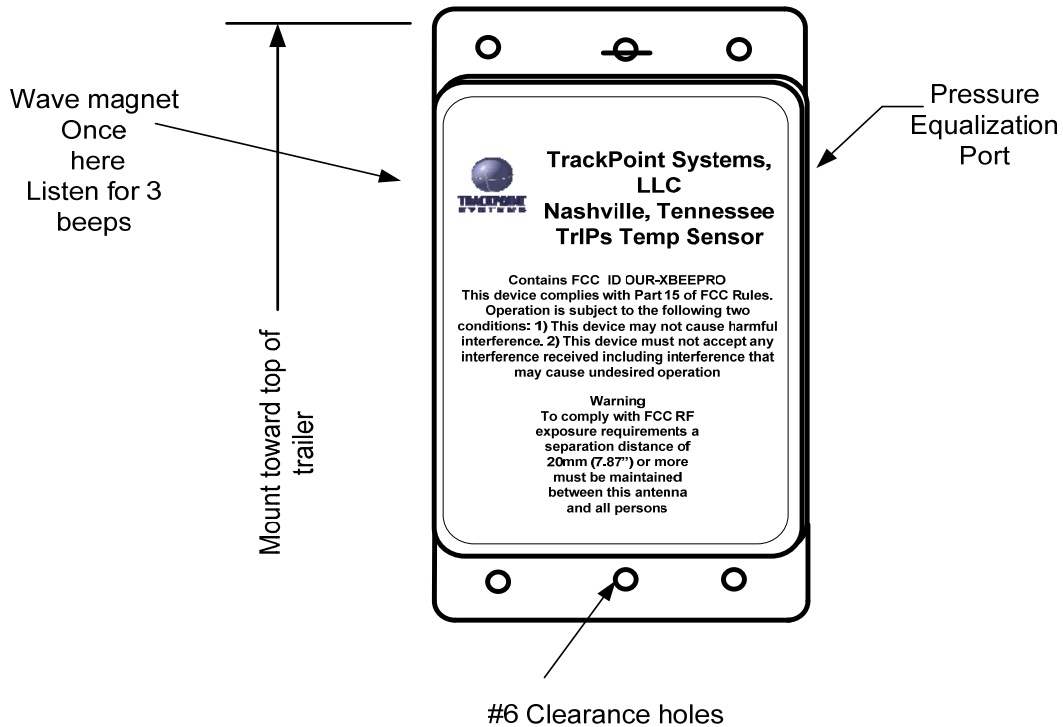 Wave magnet
Once
here
Listen for 3
beeps
Mount toward top of
trailer
Pressure
Equalization
Port
TRACKPOINT
SYSTEMS
TrackPoint Systems,
LLC
Nashville, Tennessee
TrIPs Temp Sensor
Contains FCC ID OUR-XBEEPRO
This device complies with Part 15 of FCC Rules.
Operation is subject to the following two
conditions: 1) This device may not cause harmful
interference. 2) This device must not accept any
interference received including interference that
may cause undesired operation
Warning
To comply with FCC RF
exposure requirements a
separation distance of
20mm (7.87”) or more
must be maintained
between this antenna
and all persons
#6 Clearance holes